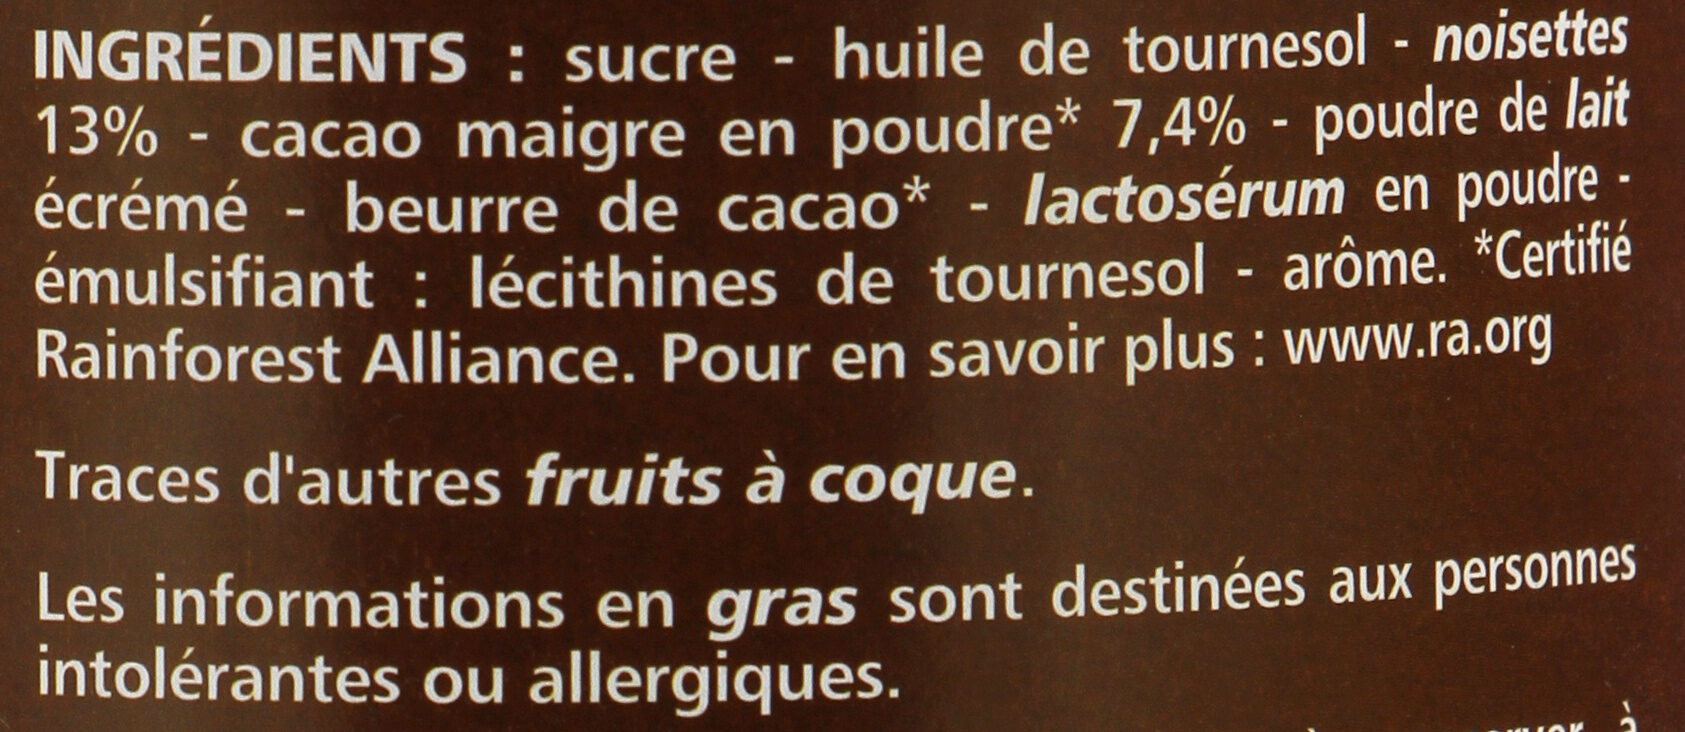 INGRÉDIENTS : sucre - huile de tournesol - noisettes
13% - cacao maigre en poudre* 7,4% - poudre de lait
écrémé - beurre de cacao* - lactosérum en poudre -
émulsifiant : lécithines de tournesol - arôme. *Certifié
Rainforest Alliance. Pour en savoir plus : www.ra.org
Traces d'autres fruits à coque.
Les informations en gras sont destinées aux personnes
intolérantes ou allergiques.
à